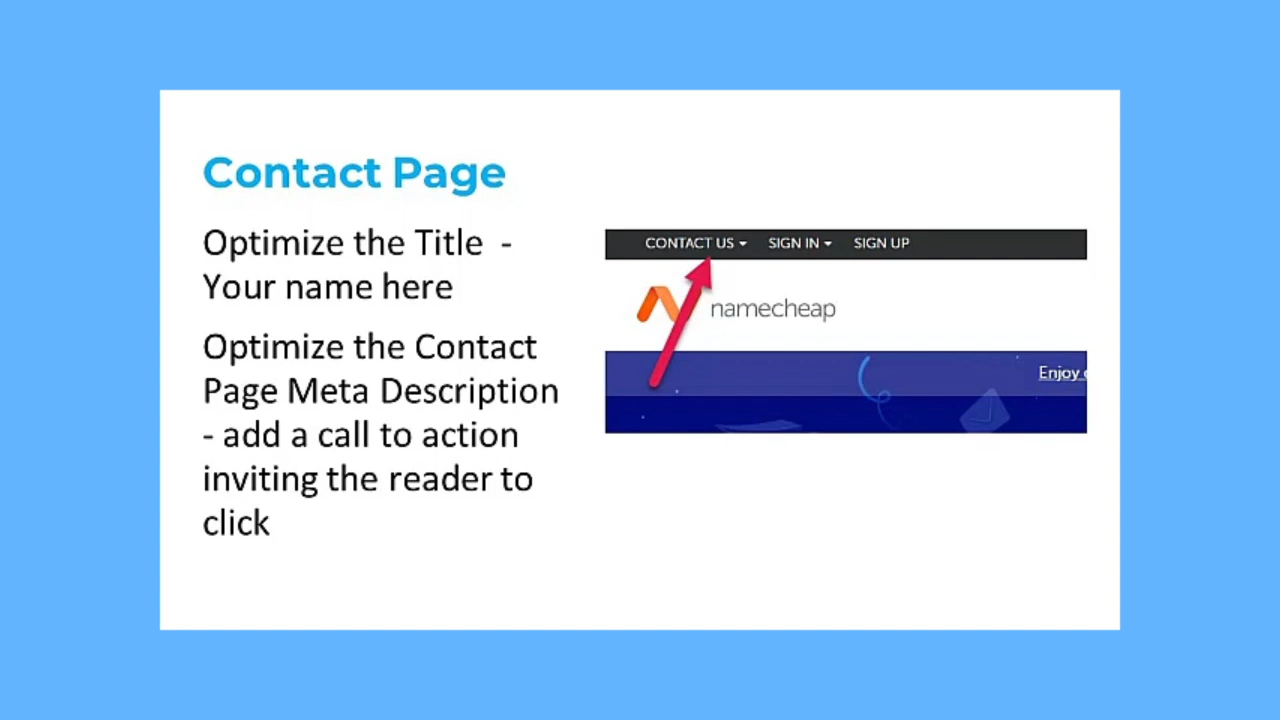 Contact Page
Optimize the Title -
Your name here
Optimize the Contact
Page Meta Description
- add a call to action
inviting the reader to
click
CONTACT US SIGN IN SIGN UP
namecheap
Enjoy